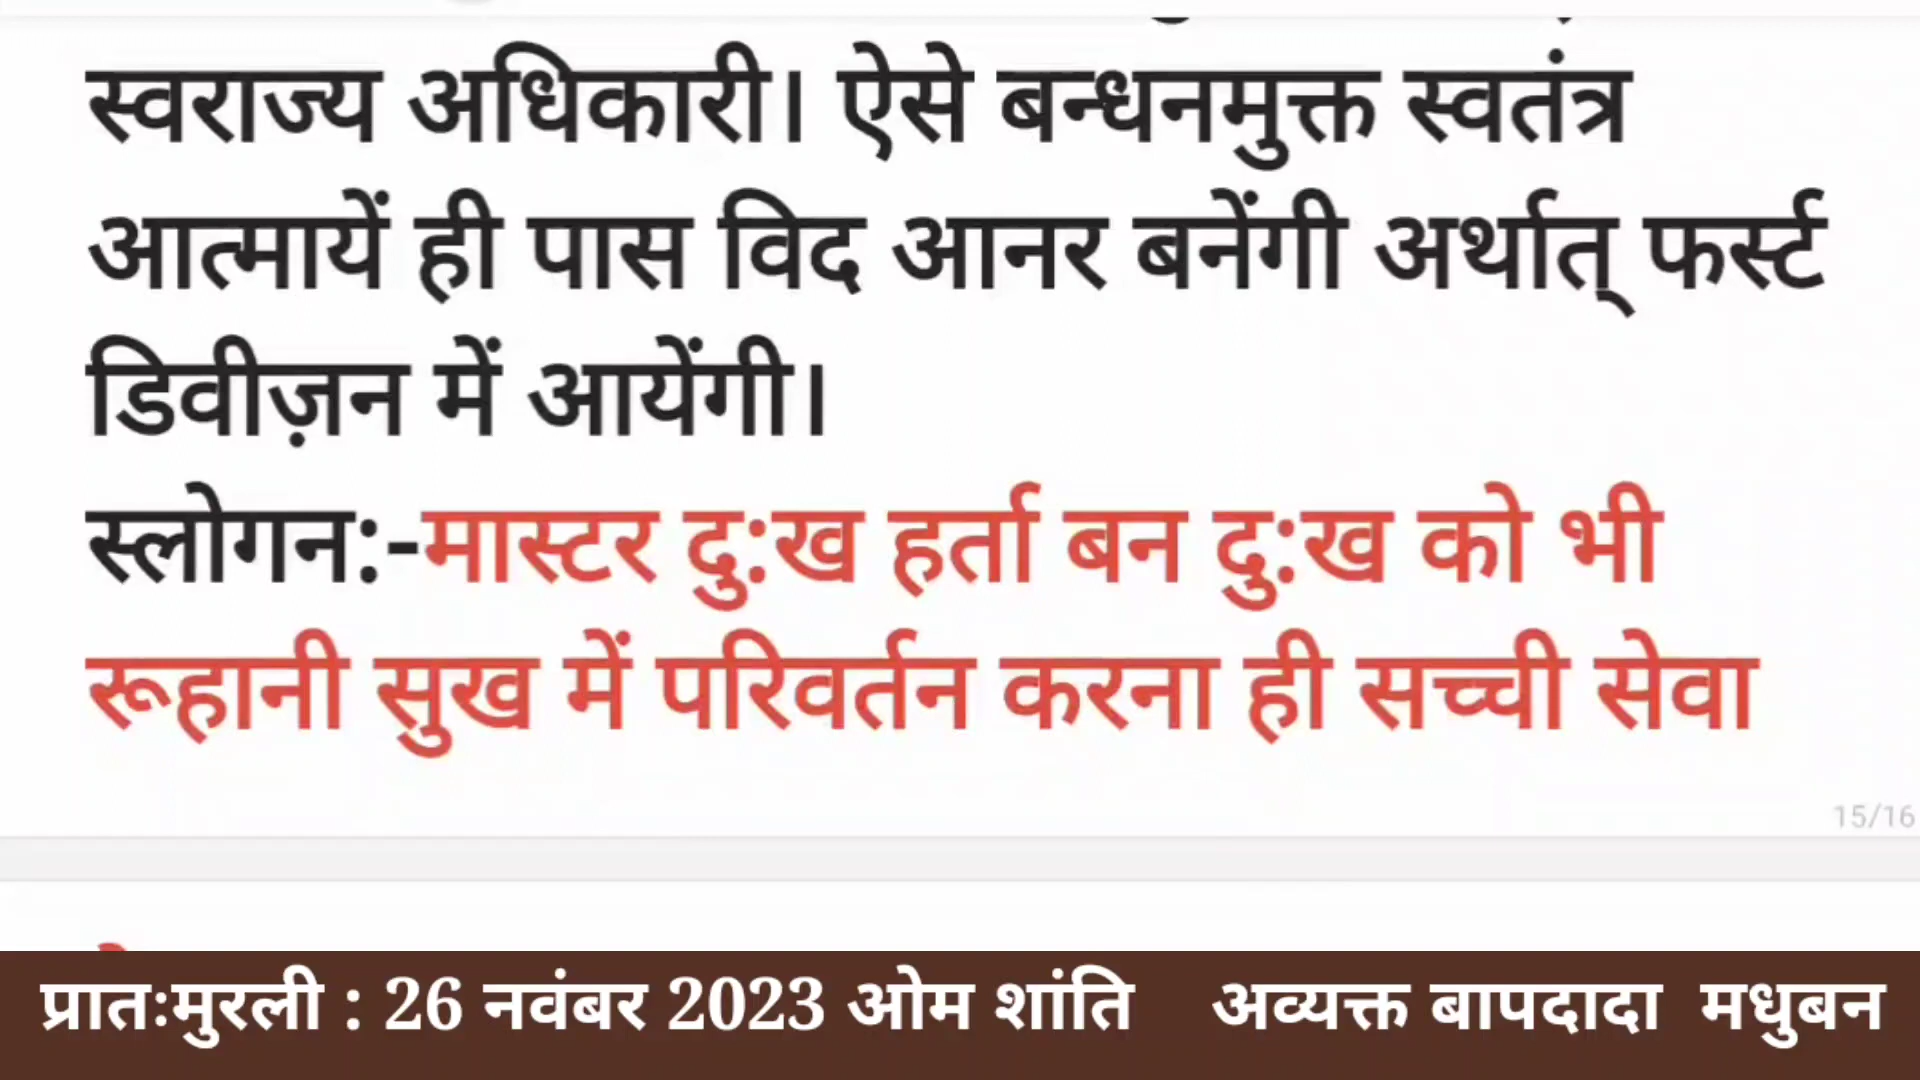 स्वराज्य अधिकारी। ऐसे बन्धनमुक्त स्वतंत्र
आत्मायें ही पास विद आनर बनेंगी अर्थात् फर्स्ट
डिवीज़न में आयेंगी।
स्लोगन:-मास्टर दु:ख हर्ता बन दु:ख को भी
रूहानी सुख में परिवर्तन करना ही सच्ची सेवा
15/16
प्रातःमुरली : 26 नवंबर 2023 ओम शांति अव्यक्त बापदादा मधुबन